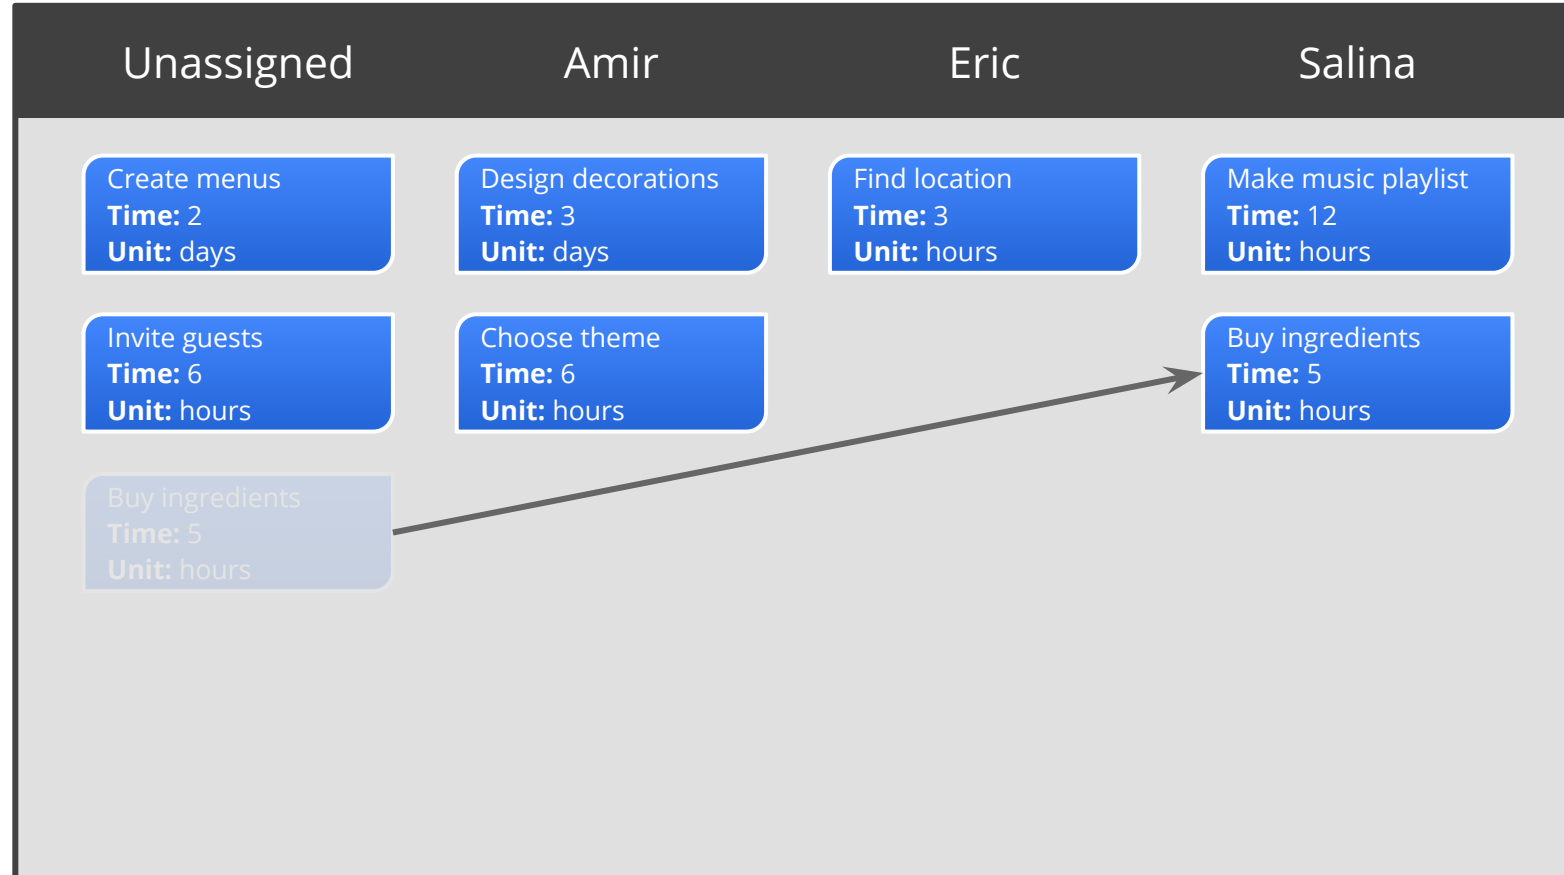 Unassigned
Amir
Eric
Salina
Create menus
Time: 2
Unit: days
Design decorations
Time: 3
Unit: days
Find location
Time: 3
Unit: hours
Make music playlist
Time: 12
Unit: hours
Invite guests
Time: 6
Unit: hours
Choose theme
Time: 6
Unit: hours
Buy ingredients
Time: 5
Unit: hours
Buy ingredients
Time: 5
Unit: hours